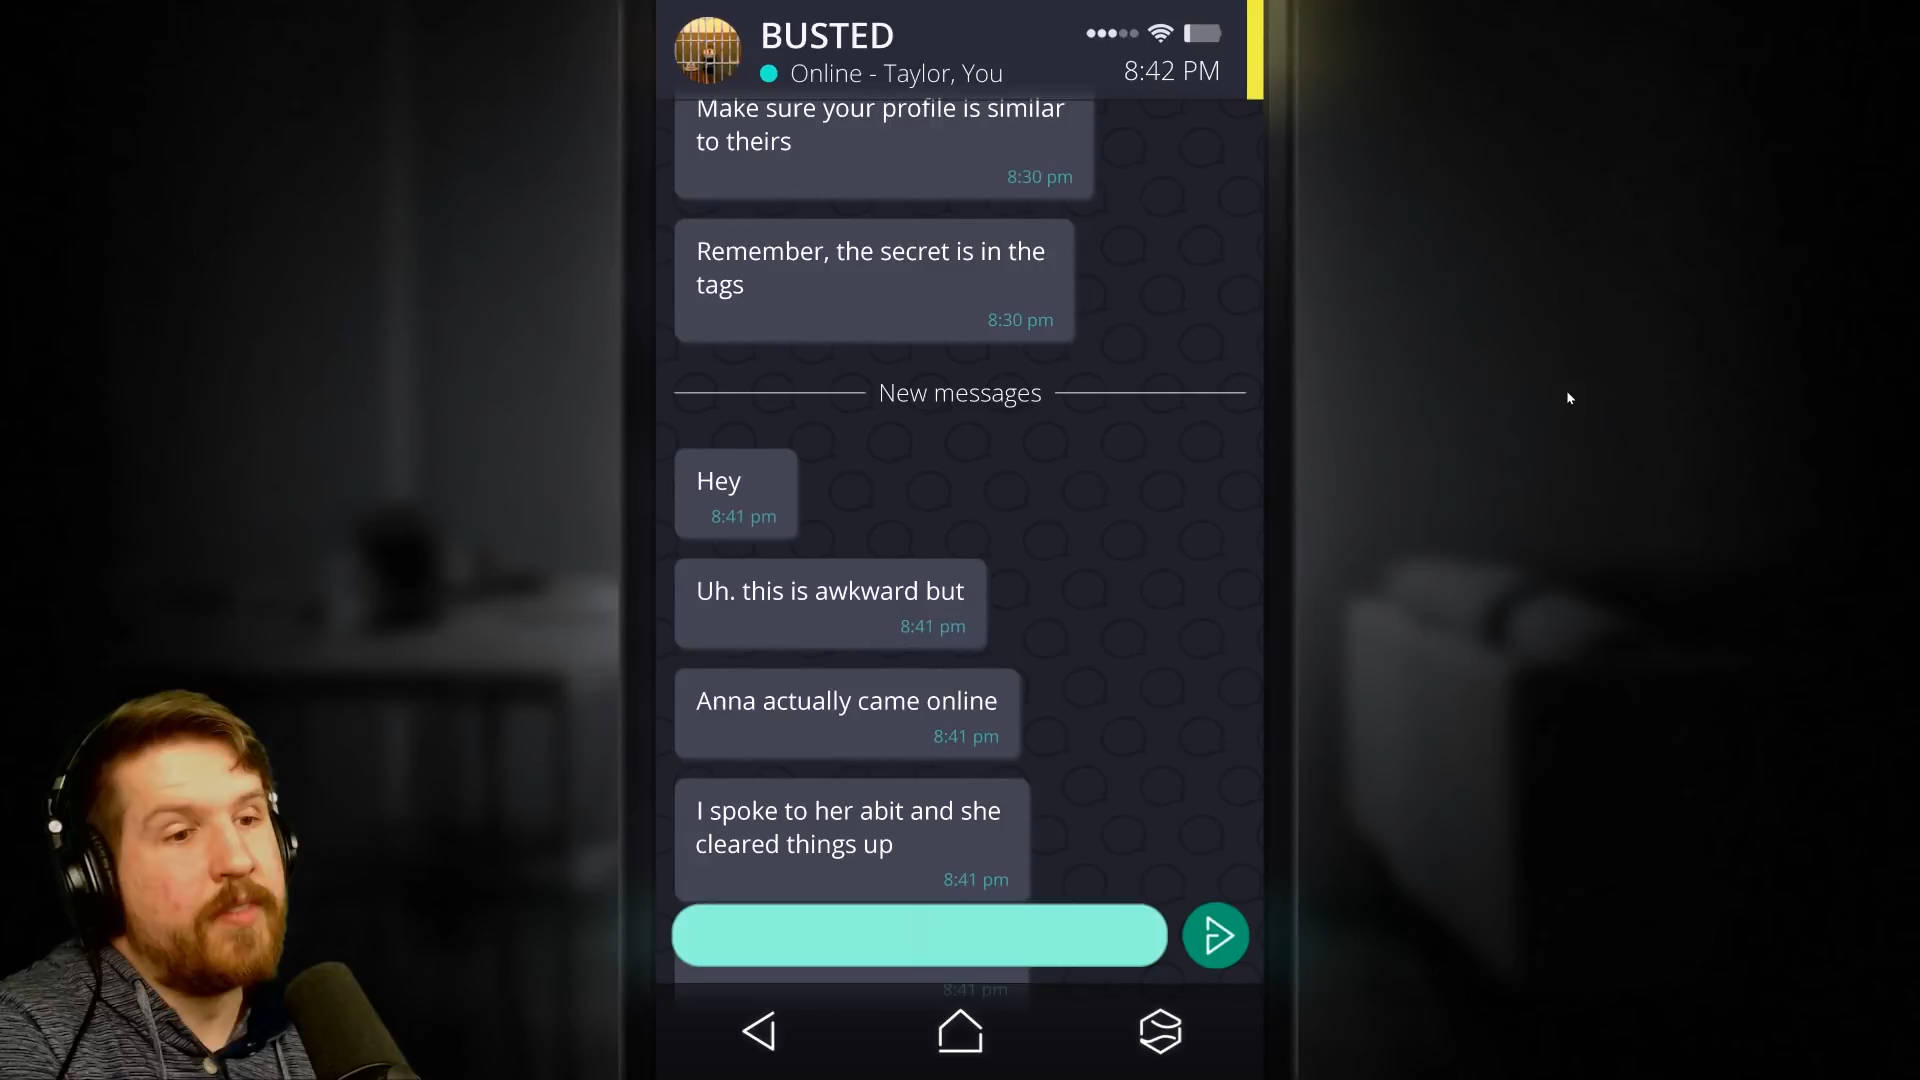 BUSTED
Online - Taylor, You
8:42 PM
Make sure your profile is similar
to theirs
8:30 pm
Remember, the secret is in the
tags
8:30 pm
New messages
Hey
8:41 pm
Uh. this is awkward but
8:41 pm
Anna actually came online
8:41 pm
I spoke to her abit and she
cleared things up
8:41 pm
8:41 pm